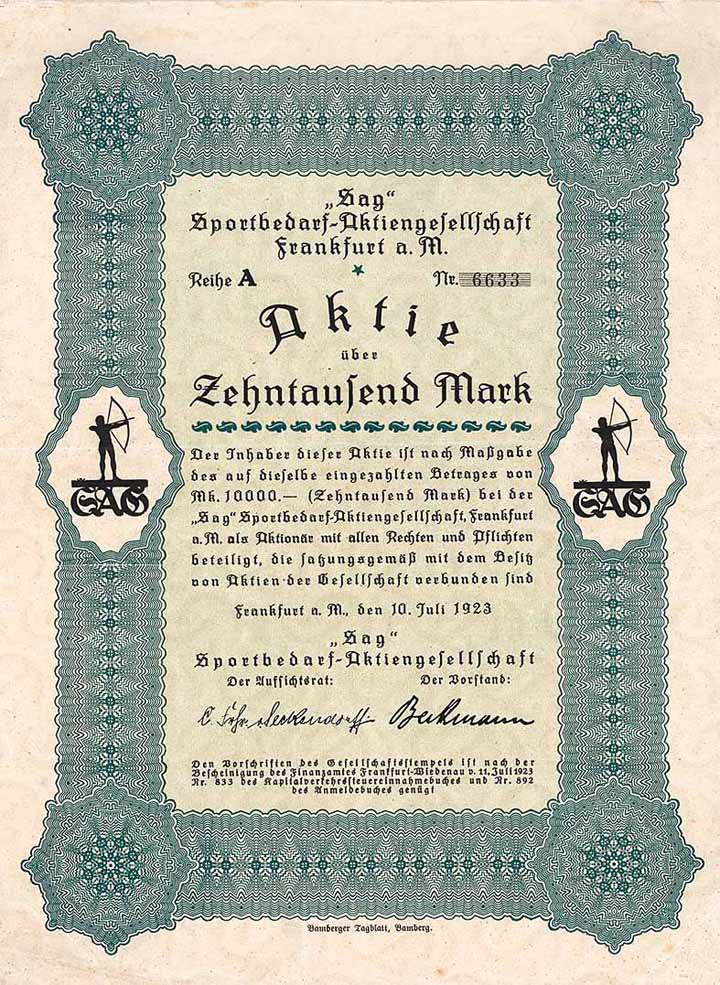 „Sag“
Sportbedarf-Aktiengesellschaft
Frankfurt a. M.
Reihe A Nr. 6633
Aktie
über
Zehntausend Mark
Der Inhaber dieser Aktie ist nach Maßgabe
des auf dieselbe eingezahlten Betrages von
Mk. 10000.— (Zehntausend Mark) bei der
„Sag“ Sportbedarf-Aktiengesellschaft, Frankfurt
a. M. als Aktionär mit allen Rechten und Pflichten
beteiligt, die satzungsgemäß mit dem Besitz
von Aktien der Gesellschaft verbunden sind
Frankfurt a. M., den 10. Juli 1923
„Sag“
Sportbedarf-Aktiengesellschaft
Der Aufsichtsrat: Der Vorstand:
C. Frhr. v. Seckendorff Beckmann
Den Vorschriften des Gesellschaftsstempels ist nach der
Bescheinigung des Finanzamtes Frankfurt-Wiedenau v. 11. Juli 1923
Nr. 833 des Kapitalverkehrssteuereinnahmebuches und Nr. 892
des Anmeldebuches genügt
SAG
SAG
Bamberger Tagblatt, Bamberg.